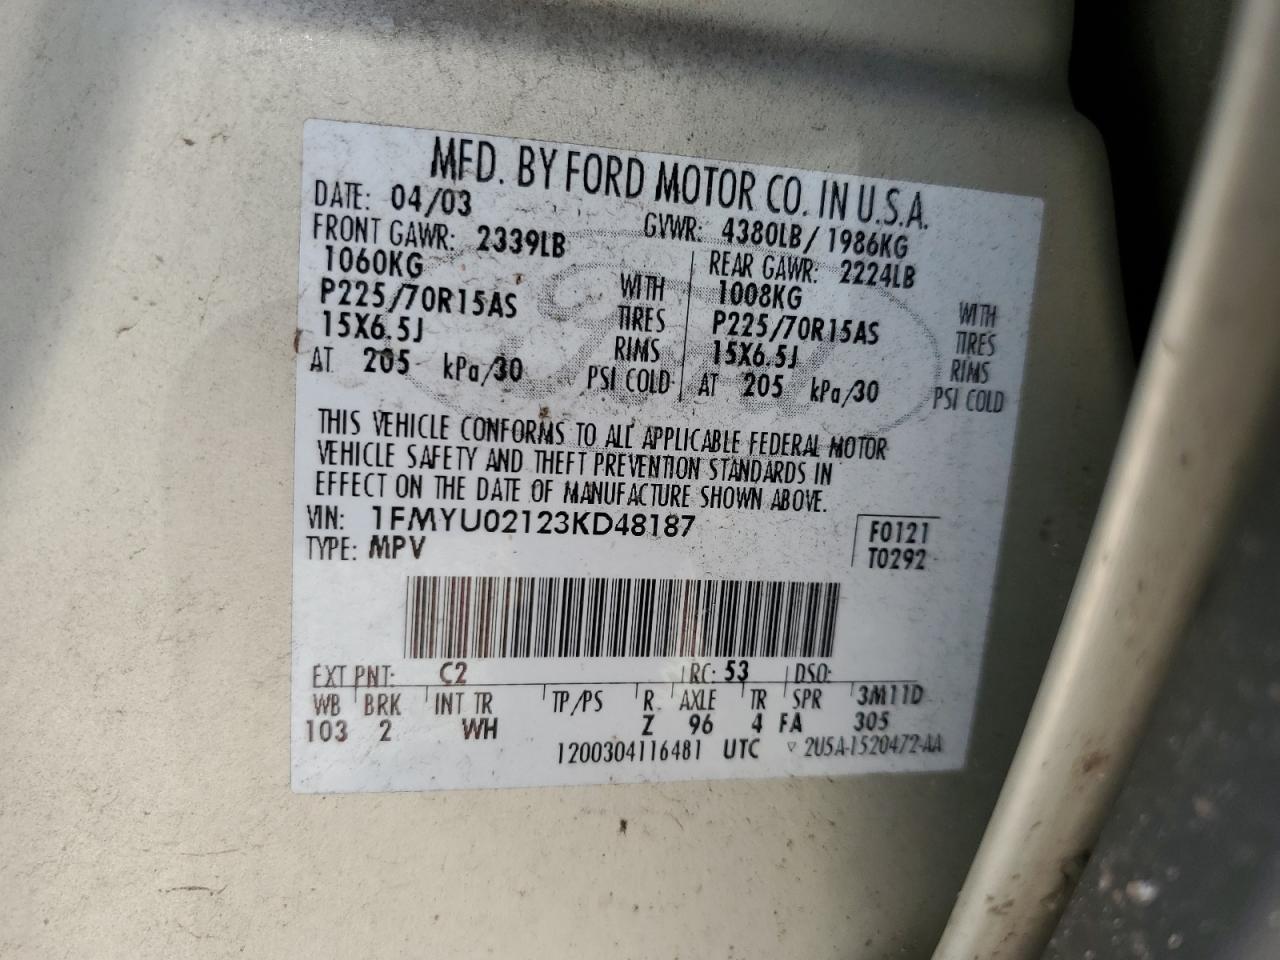 MFD. BY FORD MOTOR CO. IN U.S.A.
DATE: 04/03 GVWR: 4380LB/ 1986KG
FRONT GAWR: 2339LB REAR GAWR: 2224LB
1060KG WITH 1008KG WITH
P225/70R15AS TIRES P225/70R15AS TIRES
15X6.5J RIMS 15X6.5J RIMS
AT 205 kPa/30 PSI COLD AT 205 kPa/30 PSI COLD
THIS VEHICLE CONFORMS TO ALL APPLICABLE FEDERAL MOTOR
VEHICLE SAFETY AND THEFT PREVENTION STANDARDS IN
EFFECT ON THE DATE OF MANUFACTURE SHOWN ABOVE.
VIN: 1FMYU02123KD48187 F0121
TYPE: MPV T0292
EXT PNT: C2 RC: 53 DSO:
WB BRK INT TR TP/PS R AXLE TR SPR 3M11D
103 2 WH Z 96 4 FA 305
1200304116481 UTC ▽ 2U5A-1520472-AA